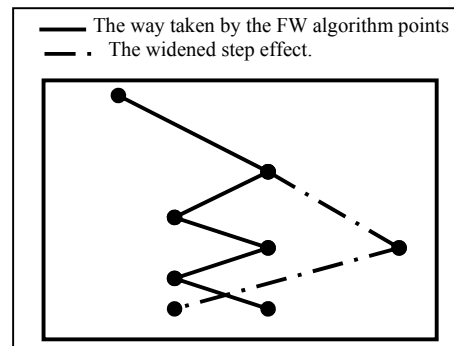 The way taken by the FW algorithm points
The widened step effect.